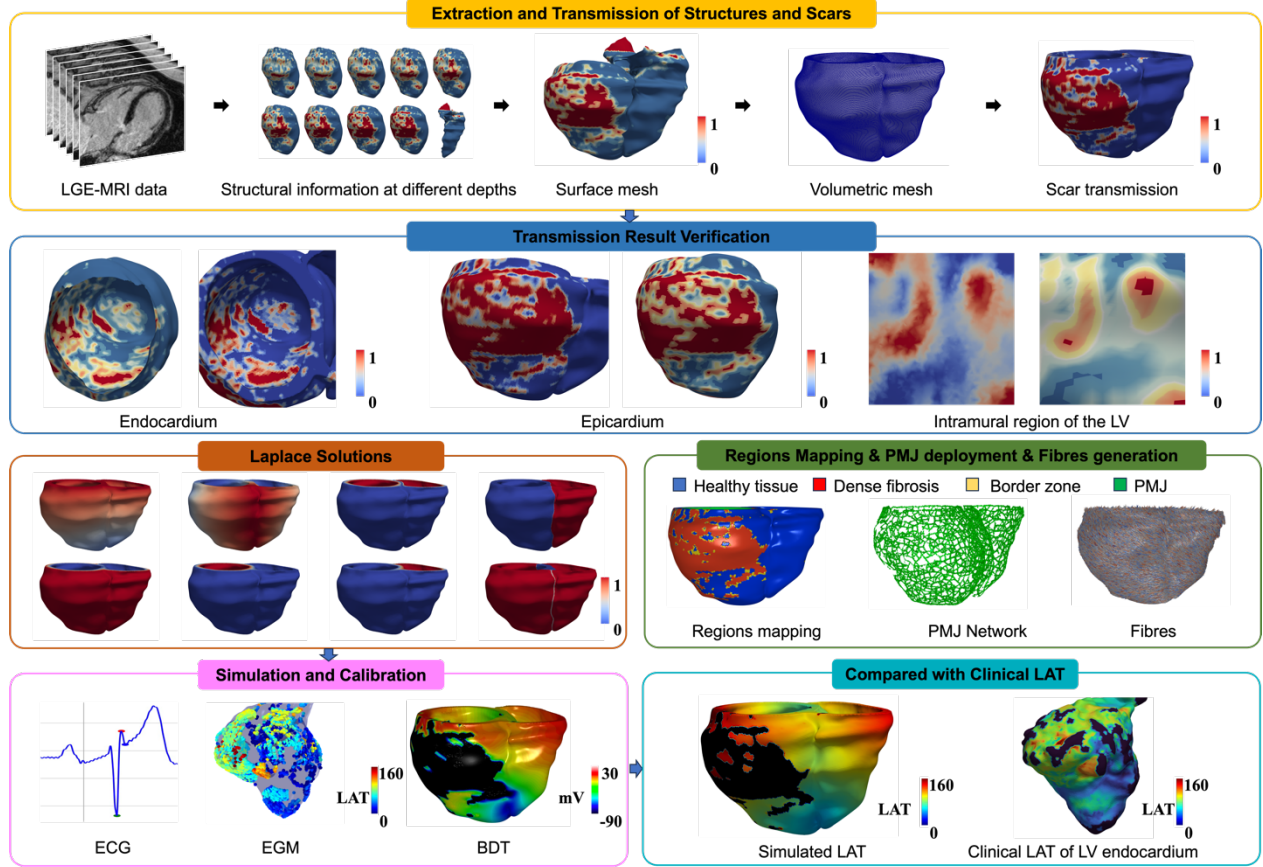 Extraction and Transmission of Structures and Scars
1
0
1
0
LGE-MRI data
Structural information at different depths
Surface mesh
Volumetric mesh
Scar transmission
Transmission Result Verification
1
0
1
0
1
0
Endocardium
Epicardium
Intramural region of the LV
Laplace Solutions
1
0
Regions Mapping & PMJ deployment & Fibres generation
Healthy tissue
Dense fibrosis
Border zone
PMJ
Regions mapping
PMJ Network
Fibres
Simulation and Calibration
160
LAT
0
30
mV
-90
ECG
EGM
BDT
Compared with Clinical LAT
160
LAT
0
160
LAT
0
Simulated LAT
Clinical LAT of LV endocardium